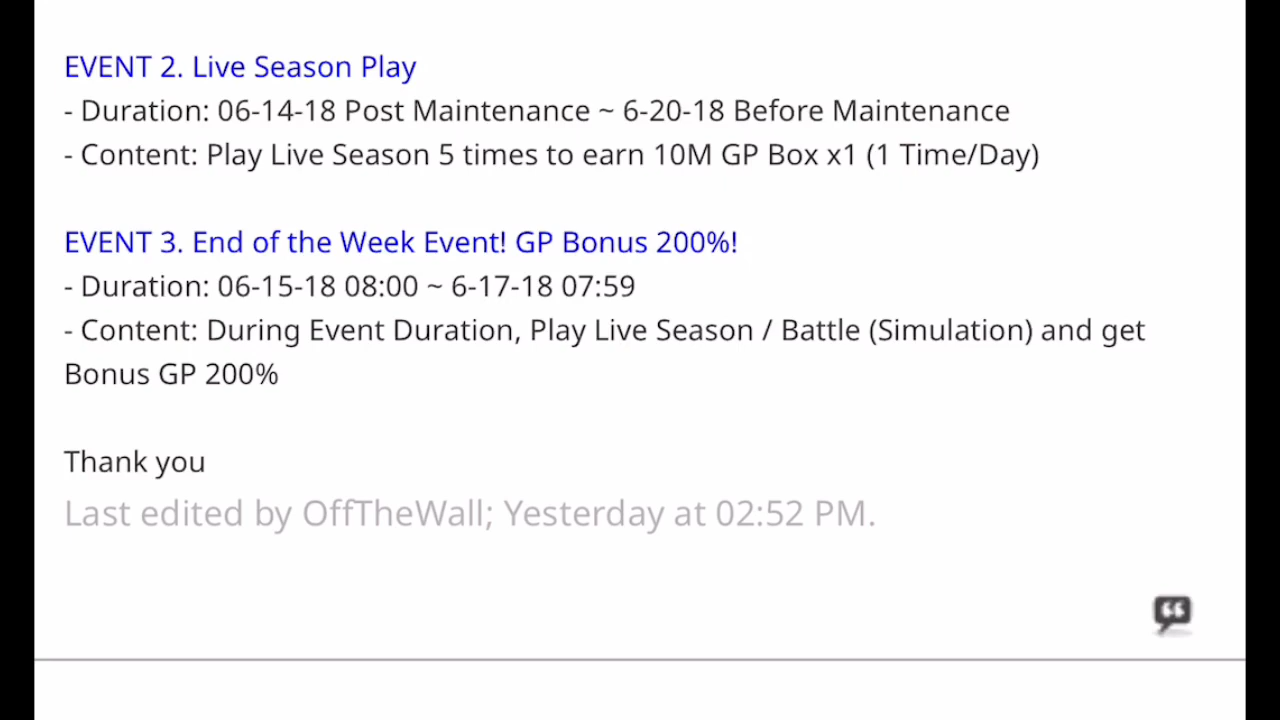 EVENT 2. Live Season Play
- Duration: 06-14-18 Post Maintenance ~ 6-20-18 Before Maintenance
- Content: Play Live Season 5 times to earn 10M GP Box x1 (1 Time/Day)
EVENT 3. End of the Week Event! GP Bonus 200%!
- Duration: 06-15-18 08:00 ~ 6-17-18 07:59
- Content: During Event Duration, Play Live Season / Battle (Simulation) and get
Bonus GP 200%
Thank you
Last edited by OffTheWall; Yesterday at 02:52 PM.